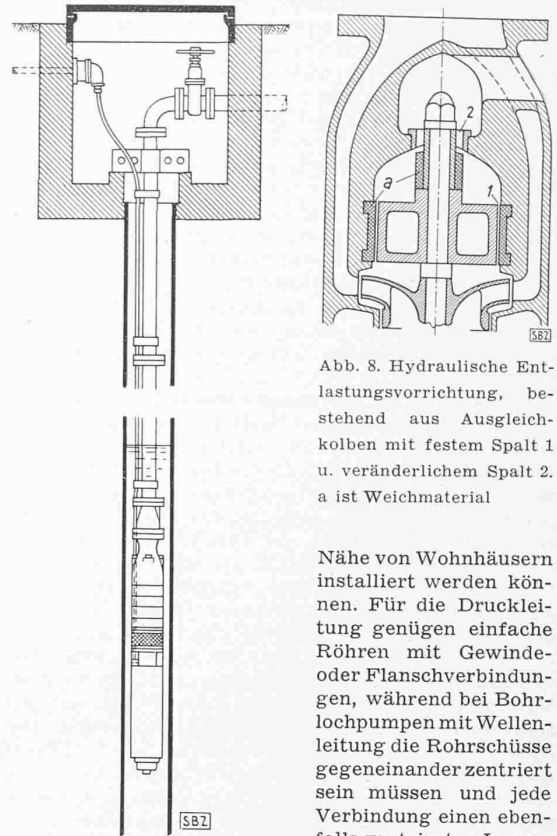 2
a
1
SBZ
Abb. 8. Hydraulische Ent-
lastungsvorrichtung, be-
stehend aus Ausgleich-
kolben mit festem Spalt 1
u. veränderlichem Spalt 2.
a ist Weichmaterial
Nähe von Wohnhäusern
installiert werden kön-
nen. Für die Drucklei-
tung genügen einfache
Röhren mit Gewinde-
oder Flanschverbindun-
gen, während bei Bohr-
lochpumpen mit Wellen-
leitung die Rohrschüsse
gegeneinander zentriert
sein müssen und jede
Verbindung einen eben-
SBZ